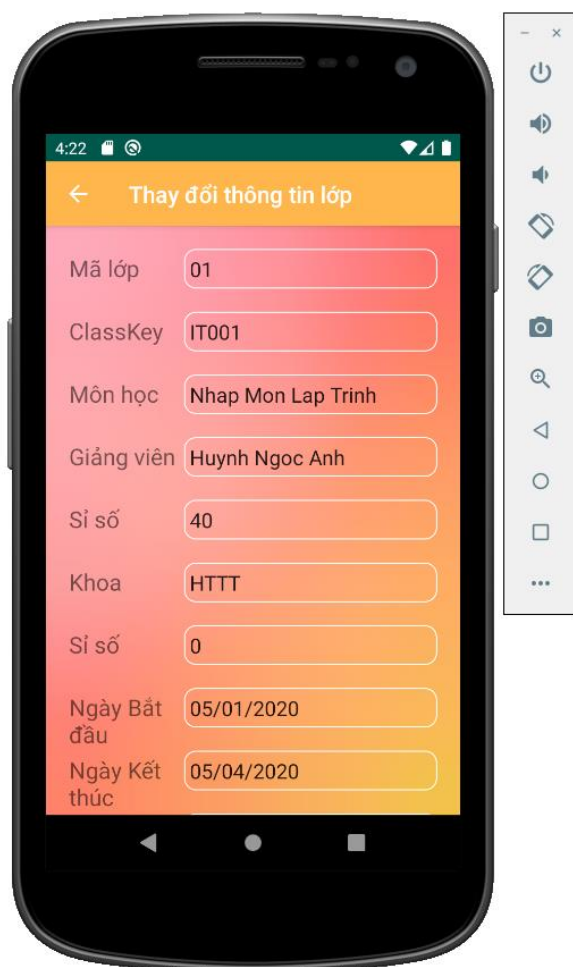 4:22
Thay đổi thông tin lớp
Mã lớp 01
ClassKey IT001
Môn học Nhap Mon Lap Trinh
Giảng viên Huynh Ngoc Anh
Sỉ số 40
Khoa HTTT
Sỉ số 0
Ngày Bắt 05/01/2020
đầu
Ngày Kết 05/04/2020
thúc